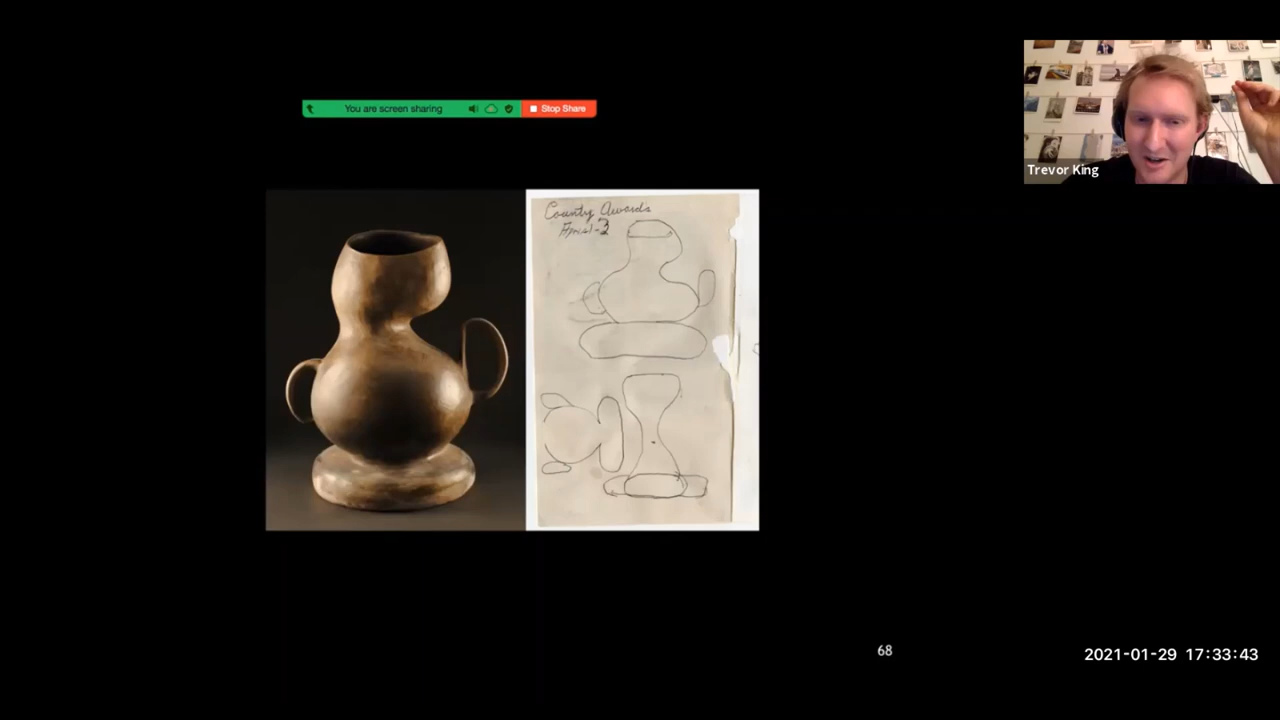 You are screen sharing
Stop Share
Trevor King
County Awards
68
2021-01-29 17:33:43